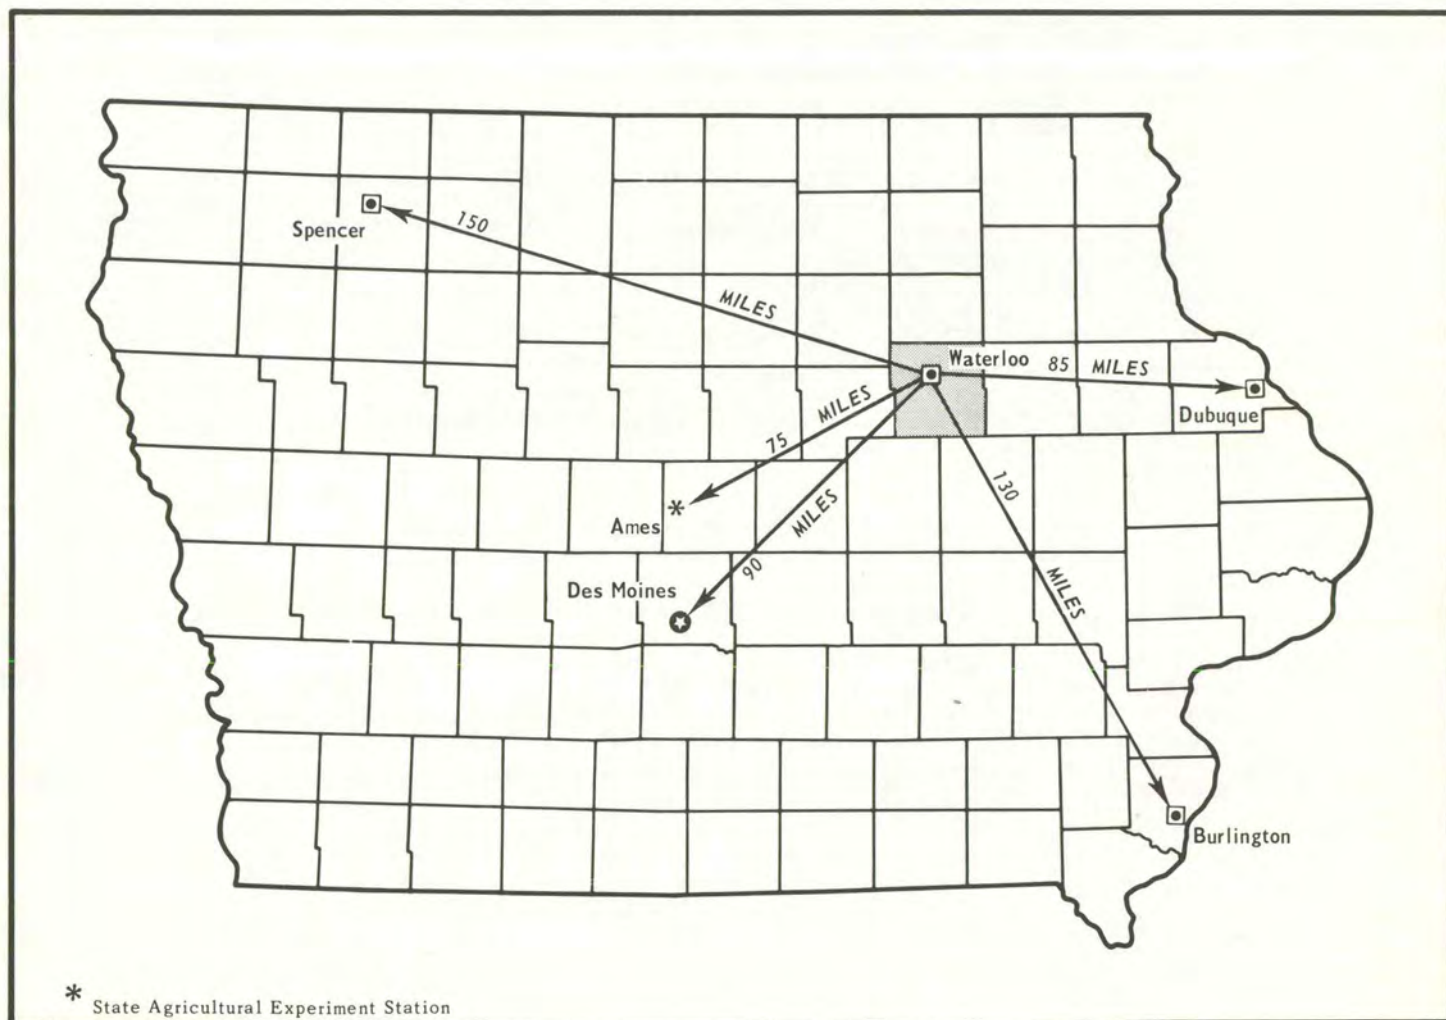 Spencer
150
MILES
Waterloo
85
MILES
Dubuque
75
MILES
Ames
90
MILES
Des Moines
130
MILES
Burlington
* State Agricultural Experiment Station